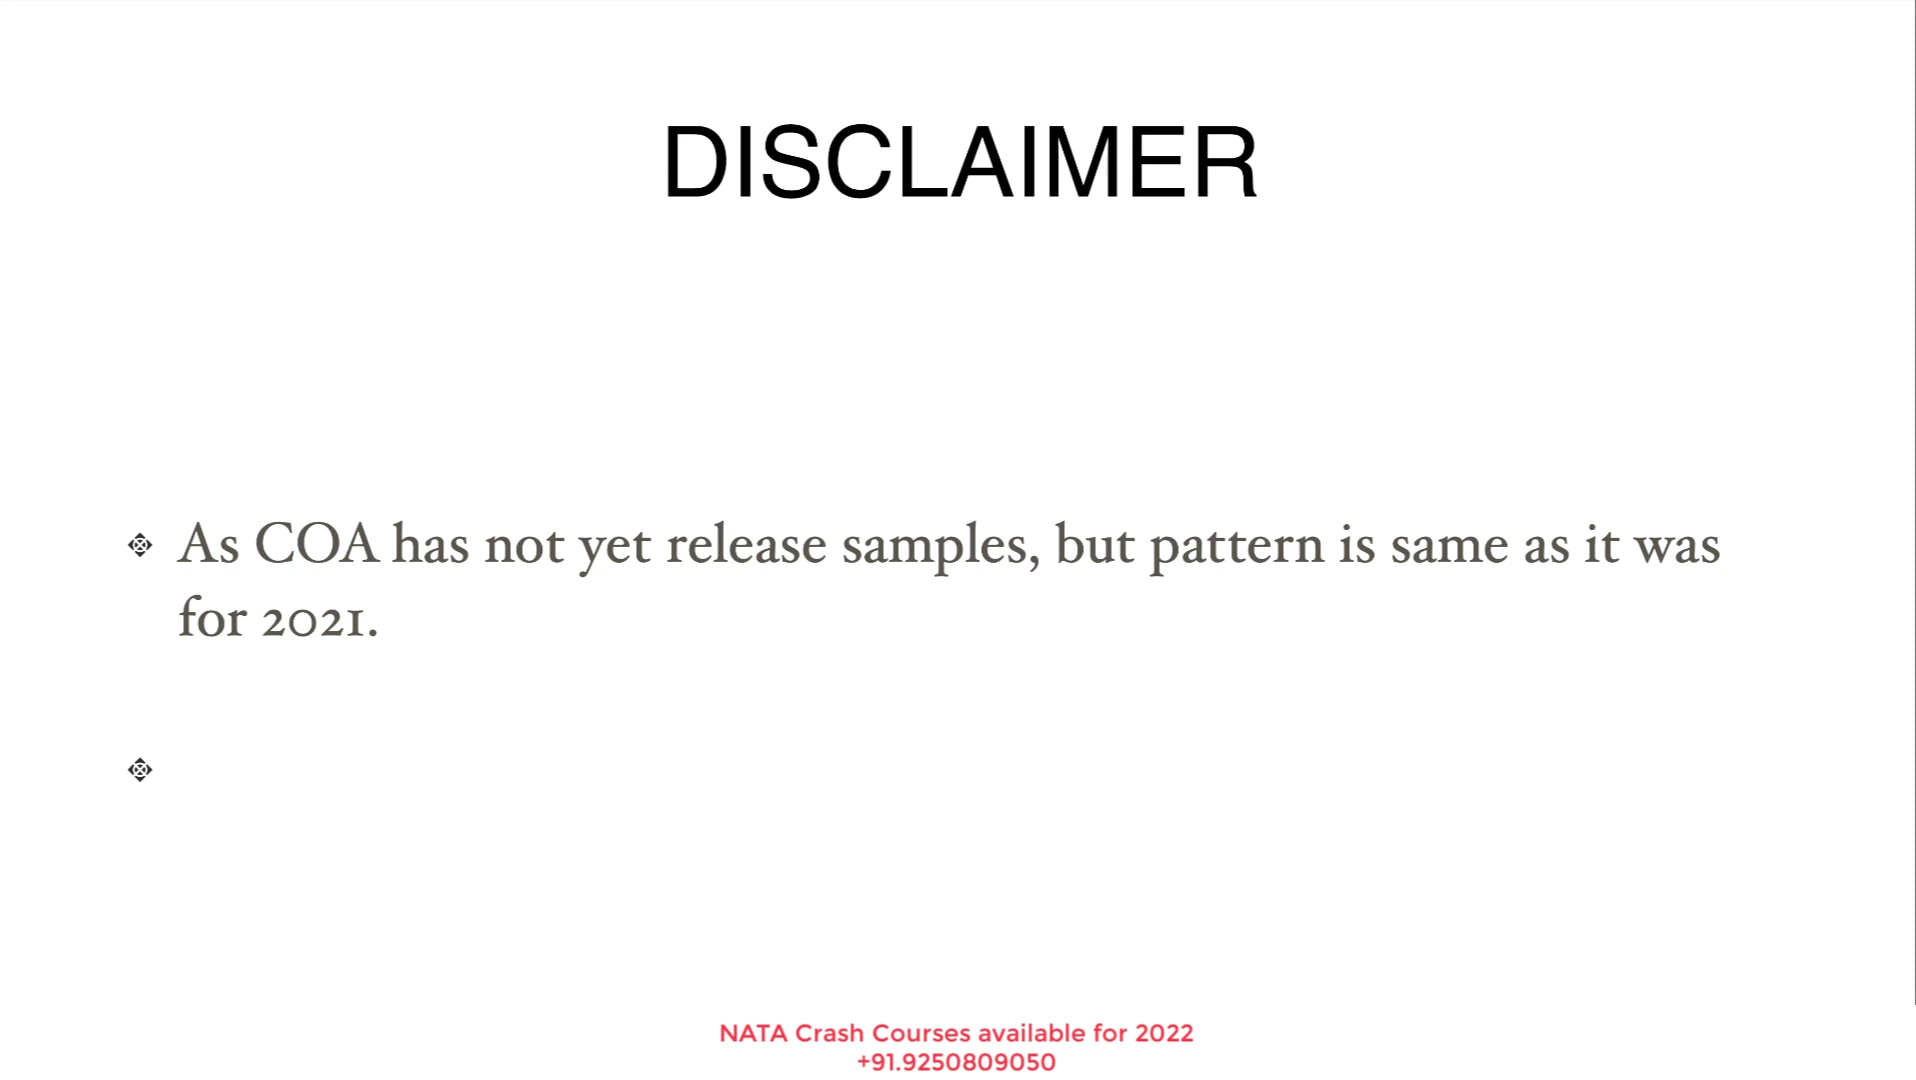 DISCLAIMER
As COA has not yet release samples, but pattern is same as it was
for 2021.
NATA Crash Courses available for 2022
+91.9250809050